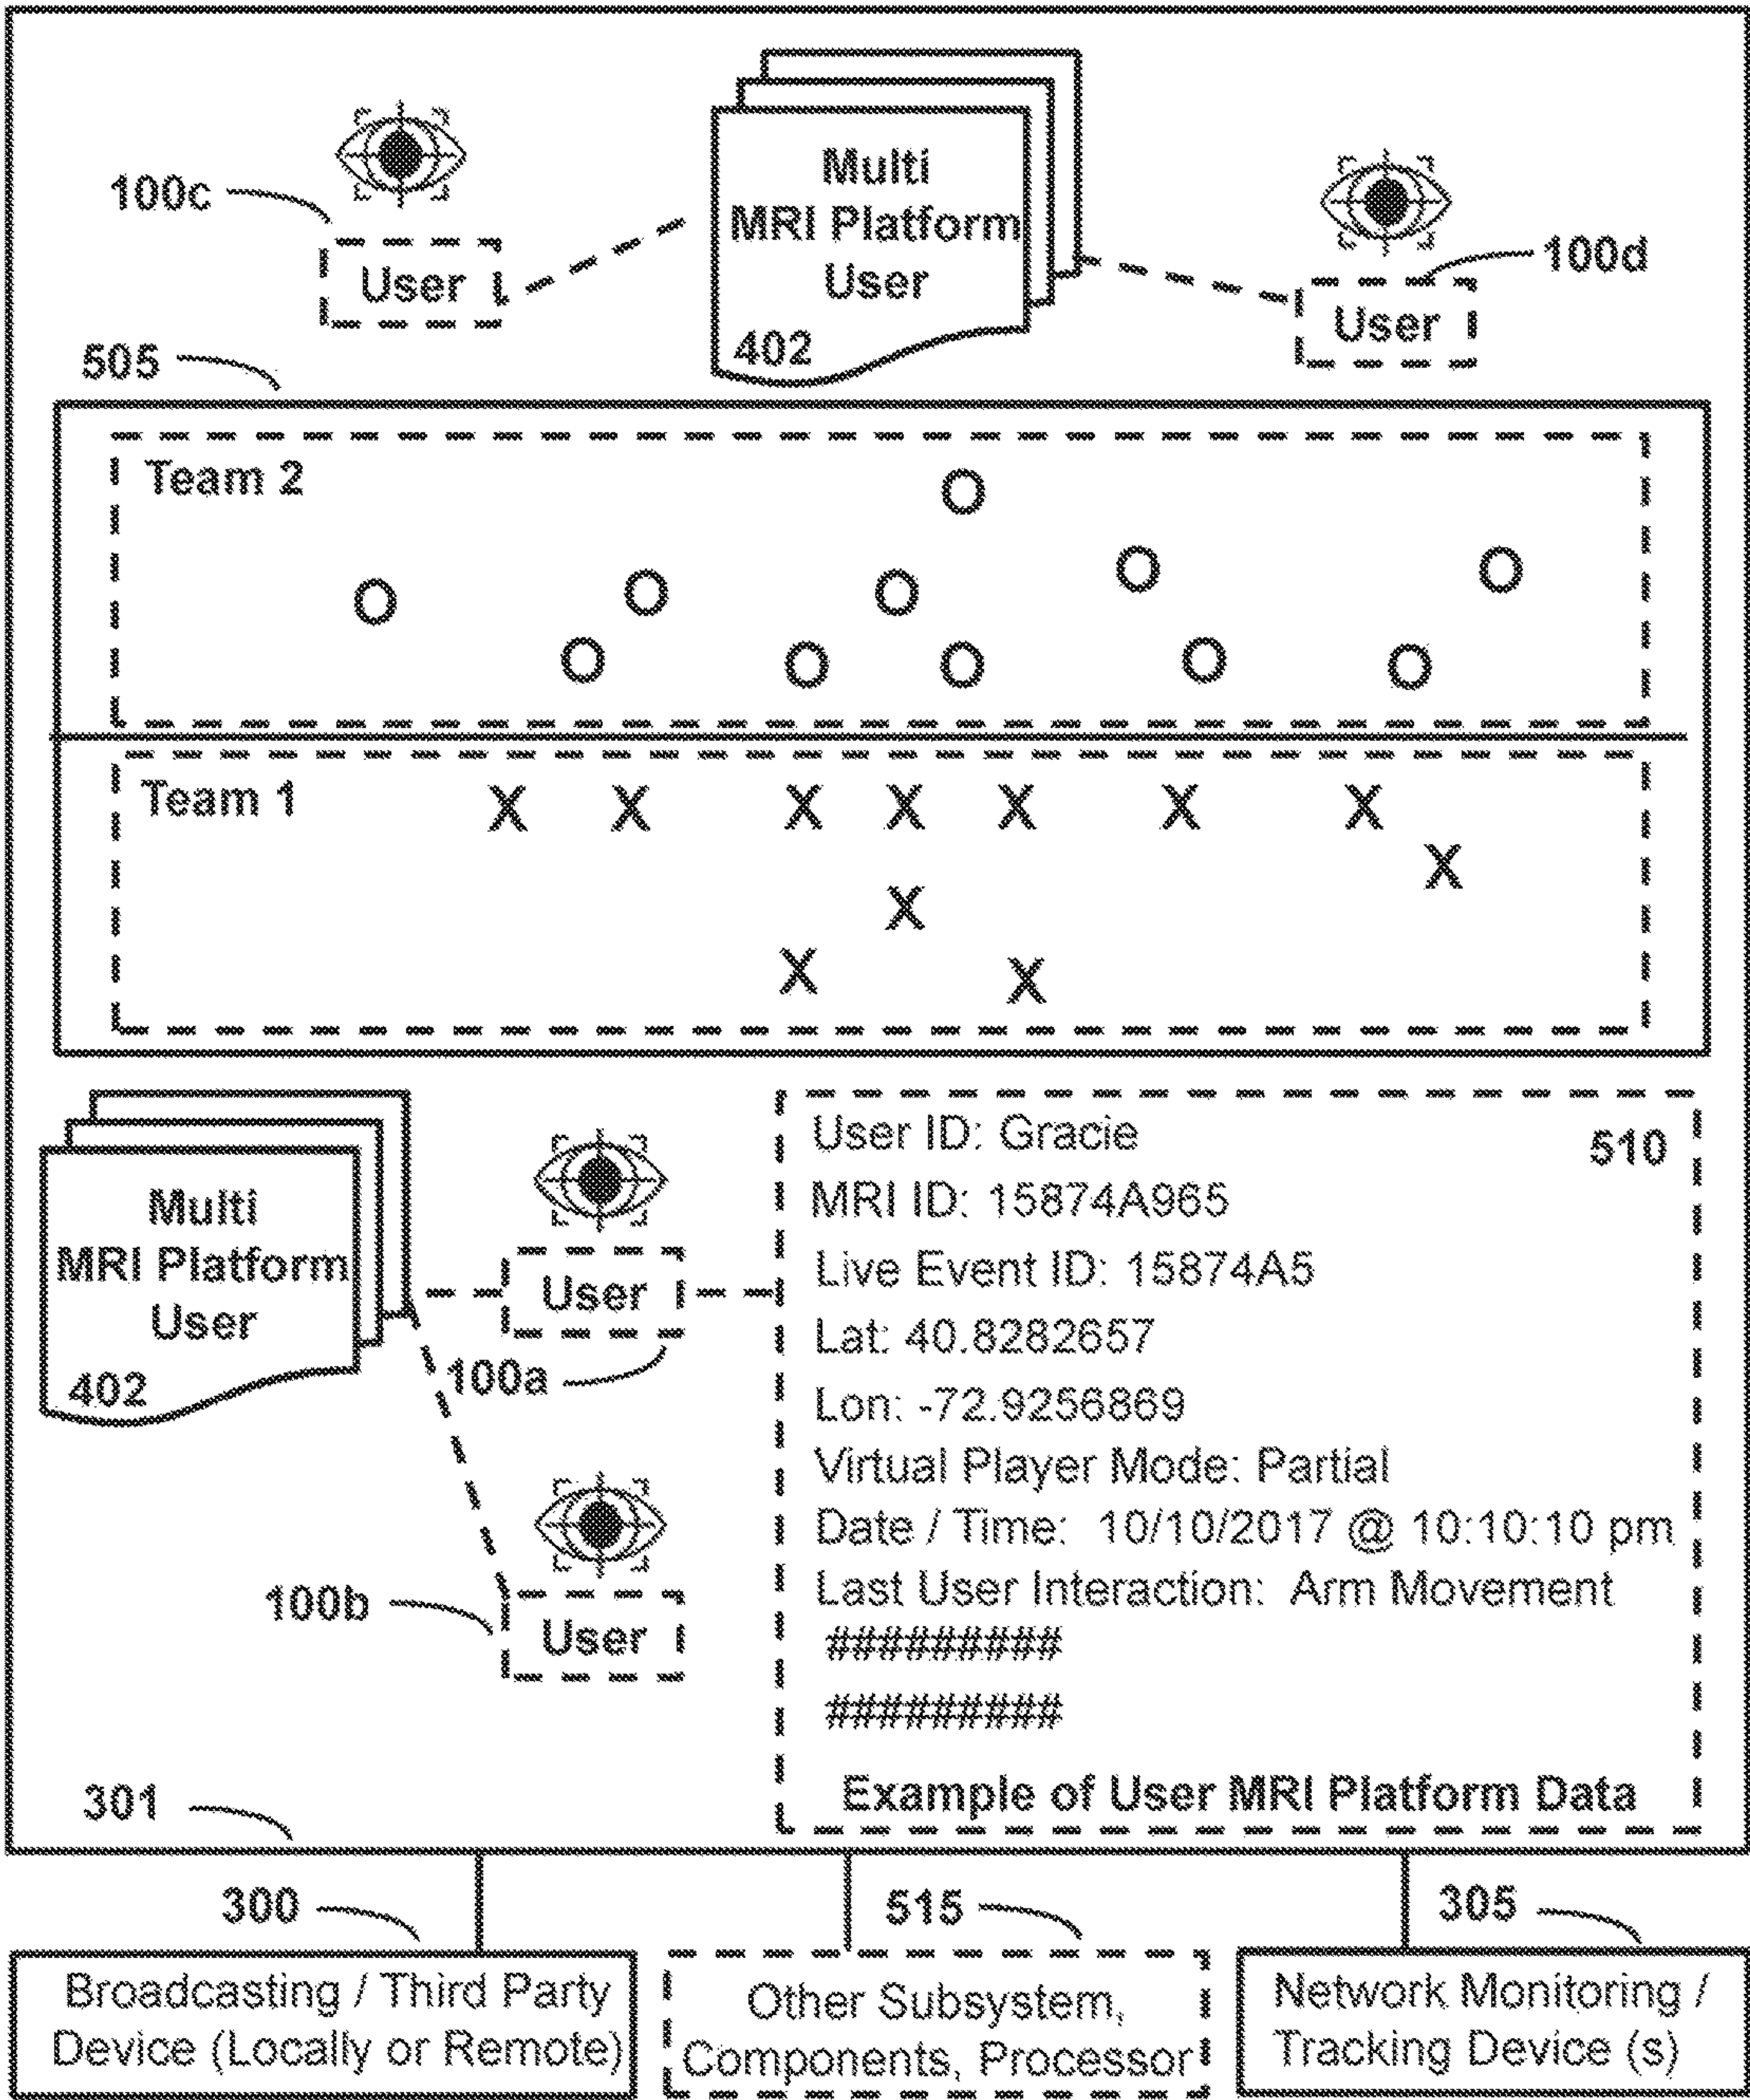 100c
Multi
MRI Platform
User
402
User
100d
User
505
Team 2
O
O
O
O
O
O
O
O
O
O
O
Team 1
X X X X X X X
X
X
X
X
Multi
MRI Platform
User
402
User
100a
100b
User
510
User ID: Gracie
MRI ID: 15874A965
Live Event ID: 15874A5
Lat: 40.8282657
Lon: -72.9256869
Virtual Player Mode: Partial
Date / Time: 10/10/2017 @ 10:10:10 pm
Last User Interaction: Arm Movement
#########
#########
Example of User MRI Platform Data
301
300
515
305
Broadcasting / Third Party
Device (Locally or Remote)
Other Subsystem,
Components, Processor
Network Monitoring /
Tracking Device (s)